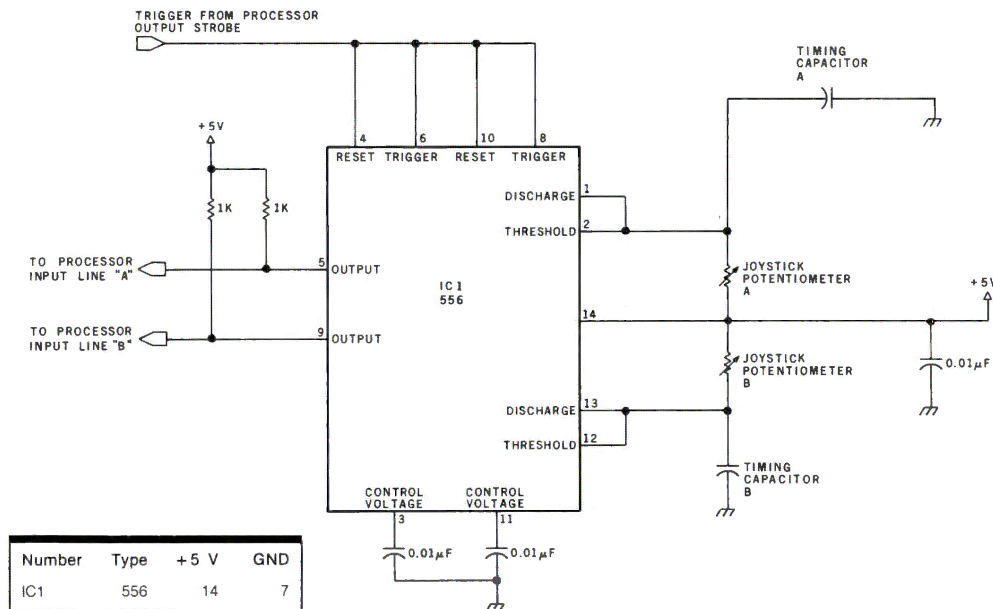 TRIGGER FROM PROCESSOR
OUTPUT STROBE
TIMING
CAPACITOR
A
+5V
4
6
10
8
RESET TRIGGER RESET TRIGGER
1K
1K
DISCHARGE
1
THRESHOLD
2
TO PROCESSOR
INPUT LINE "A"
5
OUTPUT
IC1
556
JOYSTICK
POTENTIOMETER
A
+5V
14
TO PROCESSOR
INPUT LINE "B"
9
OUTPUT
JOYSTICK
POTENTIOMETER
B
0.01µF
DISCHARGE
13
THRESHOLD
12
TIMING
CAPACITOR
B
CONTROL
VOLTAGE
CONTROL
VOLTAGE
3
11
0.01µF
0.01µF
Number Type +5 V GND
IC1 556 14 7